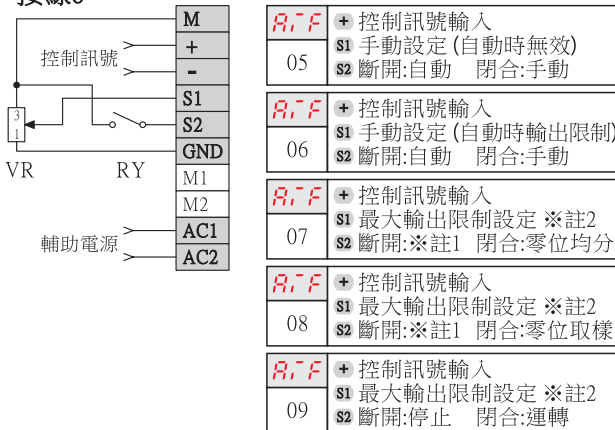 M
+
控制訊號
-
S1
S2
3
1
GND
VR
RY
M1
M2
AC1
輔助電源
AC2
A.r.F + 控制訊號輸入
S1 手動設定 (自動時無效)
05 S2 斷開:自動 閉合:手動
A.r.F + 控制訊號輸入
S1 手動設定 (自動時輸出限制)
06 S2 斷開:自動 閉合:手動
A.r.F + 控制訊號輸入
S1 最大輸出限制設定 ※註2
07 S2 斷開:※註1 閉合:零位均分
A.r.F + 控制訊號輸入
S1 最大輸出限制設定 ※註2
08 S2 斷開:※註1 閉合:零位取樣
A.r.F + 控制訊號輸入
S1 最大輸出限制設定 ※註2
09 S2 斷開:停止 閉合:運轉